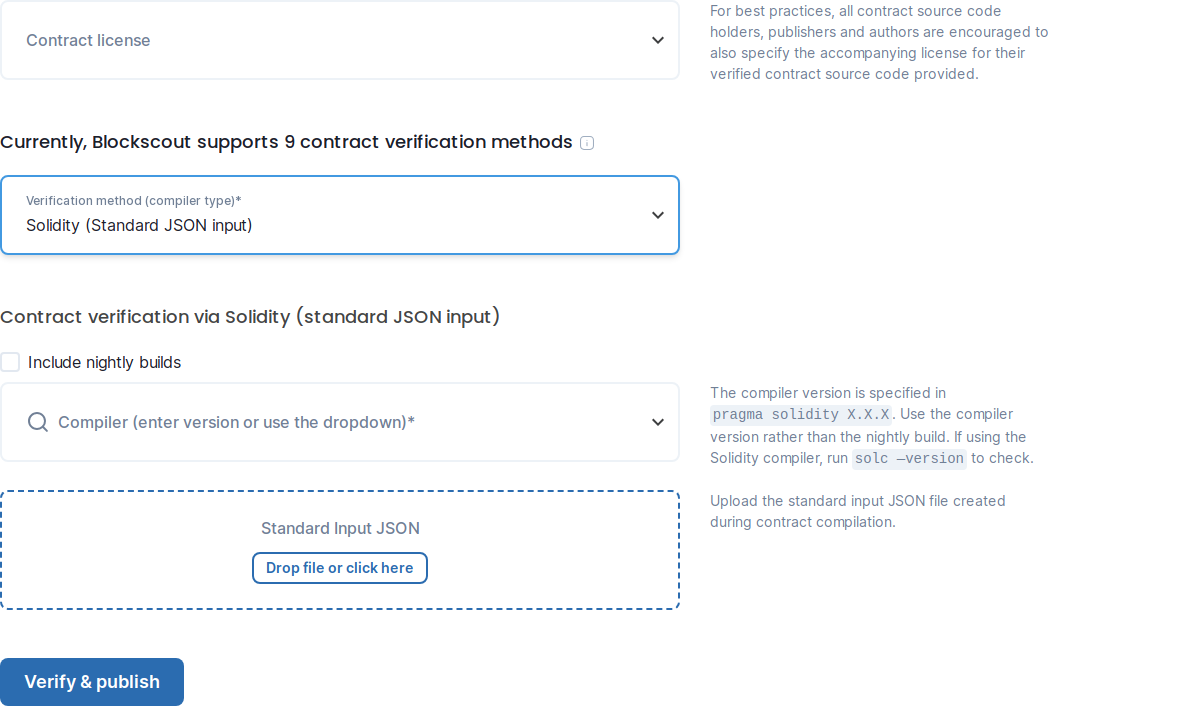 Contract license
For best practices, all contract source code
holders, publishers and authors are encouraged to
also specify the accompanying license for their
verified contract source code provided.
Currently, Blockscout supports 9 contract verification methods
Verification method (compiler type)*
Solidity (Standard JSON input)
Contract verification via Solidity (standard JSON input)
Include nightly builds
Compiler (enter version or use the dropdown)*
The compiler version is specified in
pragma solidity X.X.X. Use the compiler
version rather than the nightly build. If using the
Solidity compiler, run solc —version to check.
Standard Input JSON
Drop file or click here
Upload the standard input JSON file created
during contract compilation.
Verify & publish